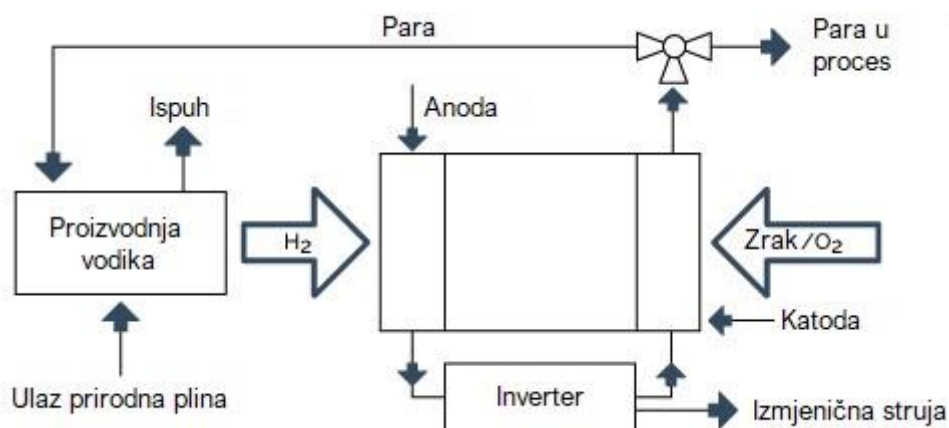 Para
Para u
proces
Ispuh
Anoda
Proizvodnja
vodika
H₂
Zrak/O₂
Katoda
Ulaz prirodna plina
Inverter
Izmjenična struja